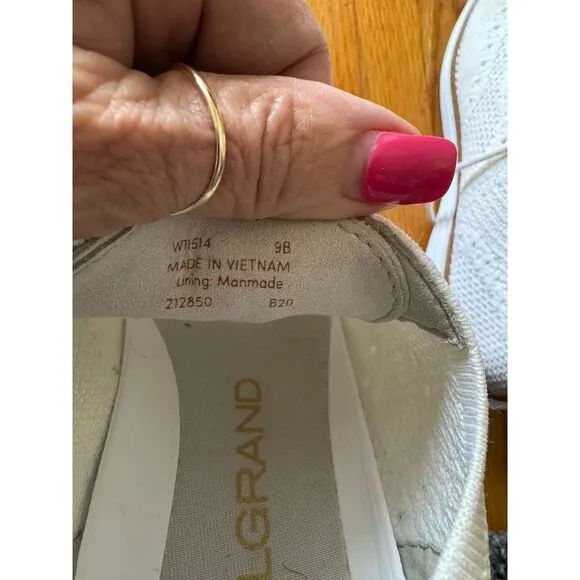 W11514 9B
MADE IN VIETNAM
Lining: Manmade
212850 B20
LGRAND